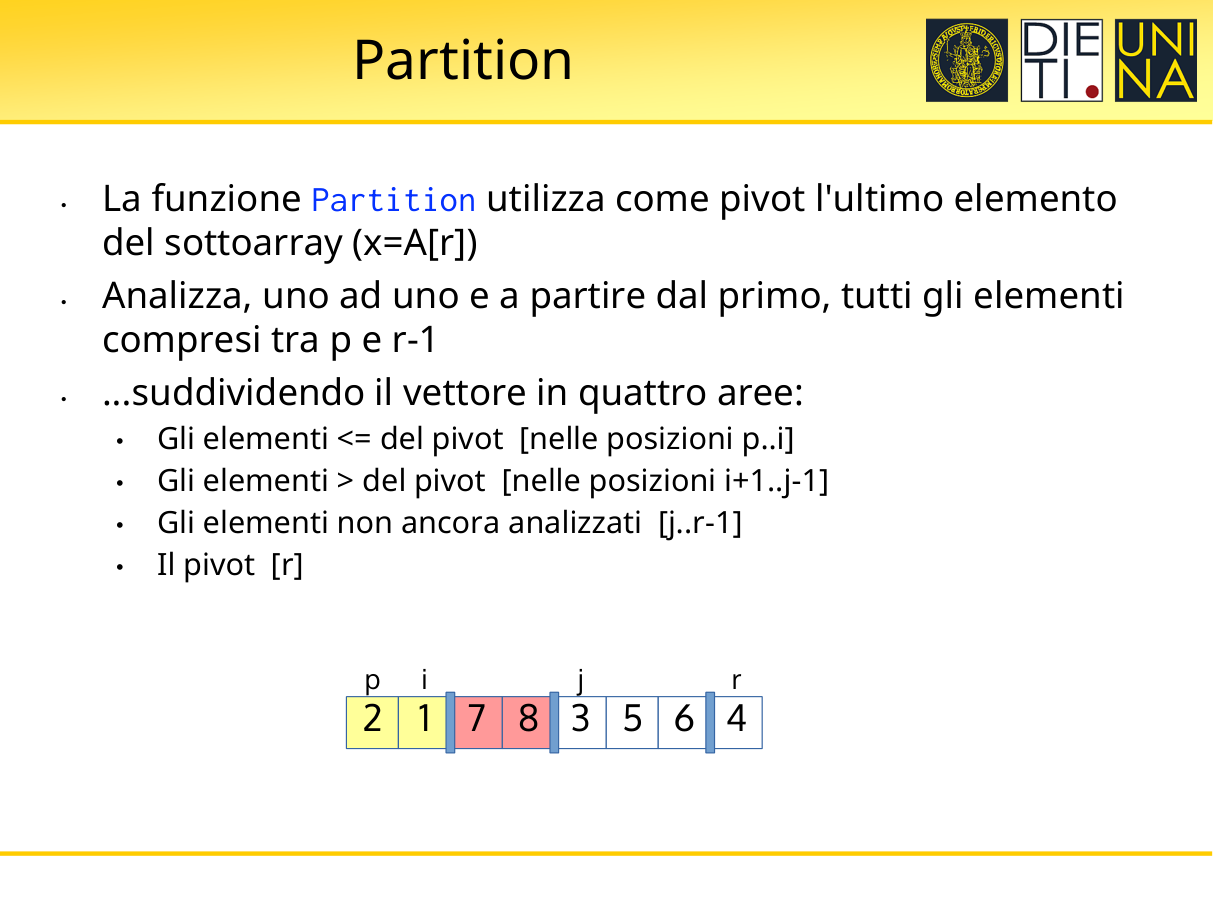 Partition
DIE
TI.
UNI
NA
• La funzione Partition utilizza come pivot l'ultimo elemento
del sottoarray (x=A[r])
• Analizza, uno ad uno e a partire dal primo, tutti gli elementi
compresi tra p e r-1
• ...suddividendo il vettore in quattro aree:
• Gli elementi <= del pivot [nelle posizioni p..i]
• Gli elementi > del pivot [nelle posizioni i+1..j-1]
• Gli elementi non ancora analizzati [j..r-1]
• Il pivot [r]
p i j r
2 1 7 8 3 5 6 4